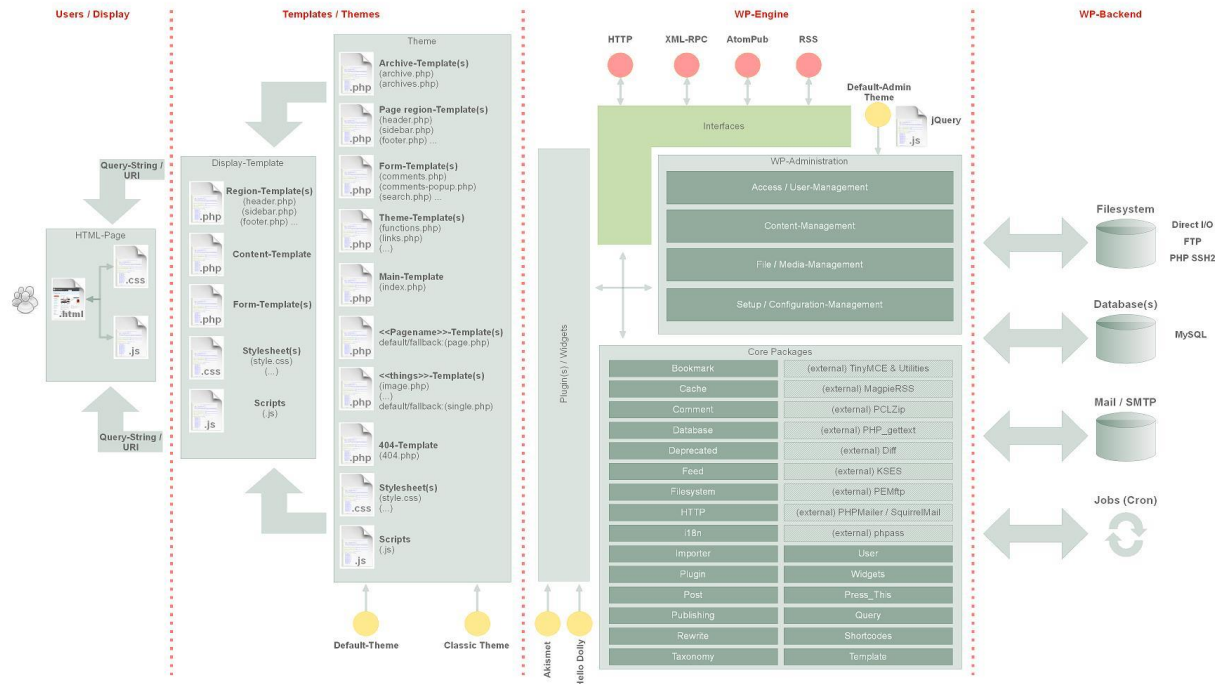 Users / Display
Templates / Themes
WP-Engine
WP-Backend
Query-String /
URI
HTML-Page
.html
.css
.js
Query-String /
URI
Display-Template
.php
Region-Template(s)
(header.php)
(sidebar.php)
(footer.php) ...
.php
Content-Template
.php
Form-Template(s)
.css
Stylesheet(s)
(style.css)
(...)
.js
Scripts
(.js)
Theme
.php
Archive-Template(s)
(archive.php)
(archives.php)
.php
Page region-Template(s)
(header.php)
(sidebar.php)
(footer.php) ...
.php
Form-Template(s)
(comments.php)
(comments-popup.php)
(search.php) ...
.php
Theme-Template(s)
(functions.php)
(links.php)
(...)
.php
Main-Template
(index.php)
.php
<<Pagename>>-Template(s)
default/fallback:(page.php)
.php
<<things>>-Template(s)
(image.php)
(...)
default/fallback:(single.php)
.php
404-Template
(404.php)
.css
Stylesheet(s)
(style.css)
(...)
.js
Scripts
(.js)
Default-Theme
Classic Theme
Plugin(s) / Widgets
Akismet
Hello Dolly
HTTP
XML-RPC
AtomPub
RSS
Default-Admin
Theme
jQuery
.js
Interfaces
WP-Administration
Access / User-Management
Content-Management
File / Media-Management
Setup / Configuration-Management
Core Packages
Bookmark
(external) TinyMCE & Utilities
Cache
(external) MagpieRSS
Comment
(external) PCLZip
Database
(external) PHP_gettext
Deprecated
(external) Diff
Feed
(external) KSES
Filesystem
(external) PEMftp
HTTP
(external) PHPMailer / SquirrelMail
i18n
(external) phpass
Importer
User
Plugin
Widgets
Post
Press_This
Publishing
Query
Rewrite
Shortcodes
Taxonomy
Template
Filesystem
Direct I/O
FTP
PHP SSH2
Database(s)
MySQL
Mail / SMTP
Jobs (Cron)